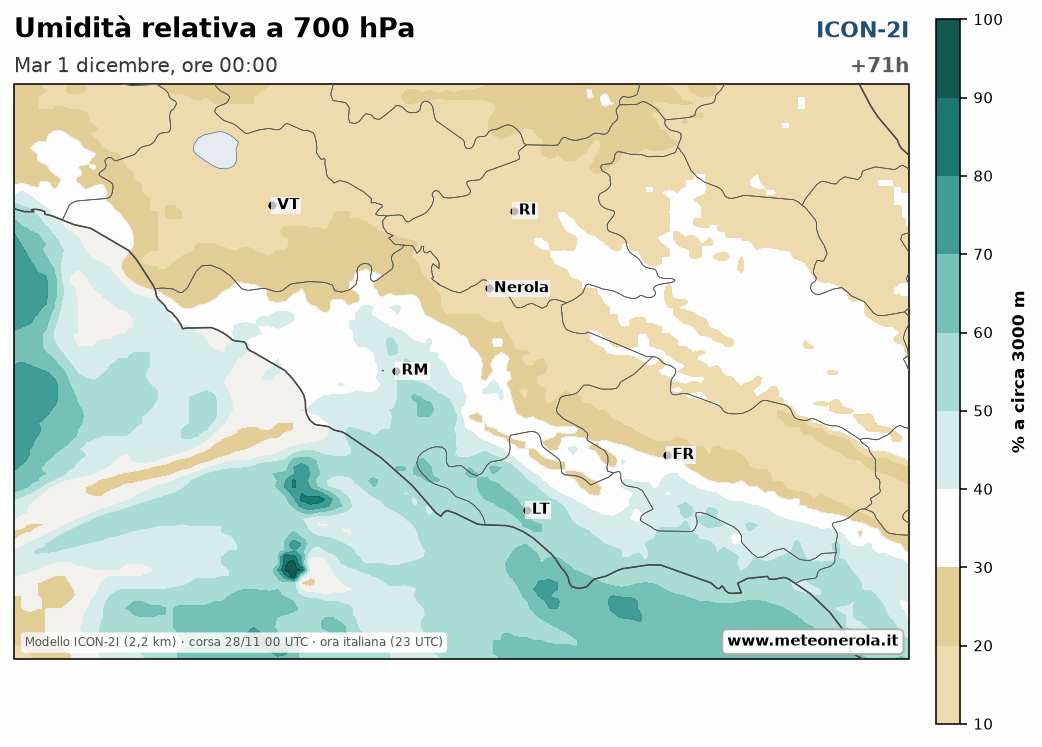 Umidità relativa a 700 hPa
ICON-2I
Mar 1 dicembre, ore 00:00
+71h
VT
RI
Nerola
RM
FR
LT
Modello ICON-2I (2,2 km) · corsa 28/11 00 UTC · ora italiana (23 UTC)
www.meteonerola.it
100
90
80
70
60
50
40
30
20
10
% a circa 3000 m